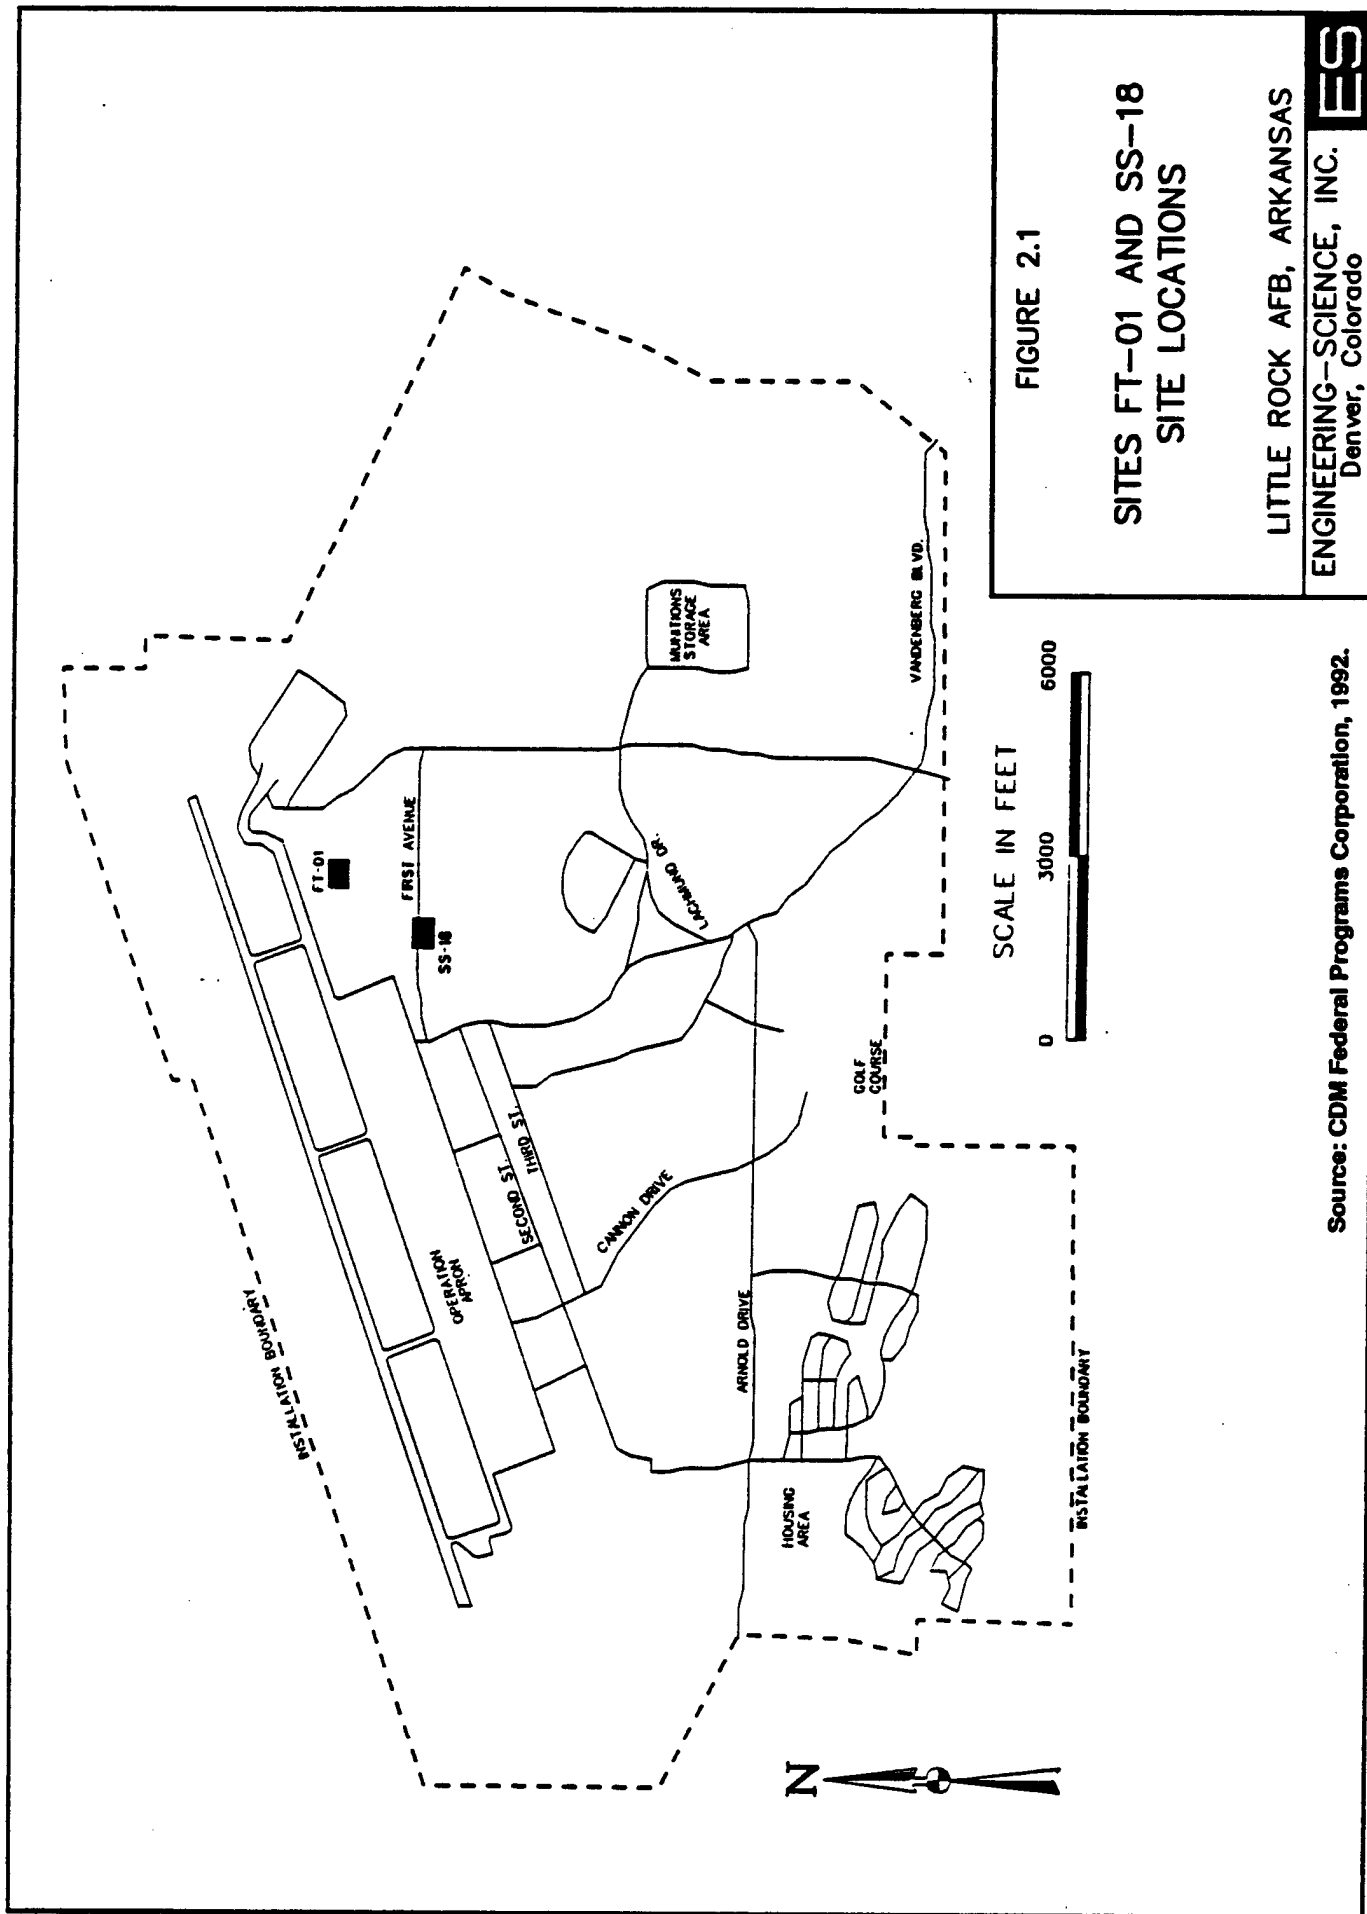 INSTALLATION BOUNDARY
OPERATION
APRON
FT-01
FIRST AVENUE
SS-18
SECOND ST.
THIRD ST.
CANNON DRIVE
LACHMUND DR.
MUNITIONS
STORAGE
AREA
ARNOLD DRIVE
HOUSING
AREA
GOLF
COURSE
VANDENBERG BLVD.
INSTALLATION BOUNDARY
N
SCALE IN FEET
0 3000 6000
Source: CDM Federal Programs Corporation, 1992.
FIGURE 2.1
SITES FT-01 AND SS-18
SITE LOCATIONS
LITTLE ROCK AFB, ARKANSAS
ENGINEERING-SCIENCE, INC.
Denver, Colorado
ES